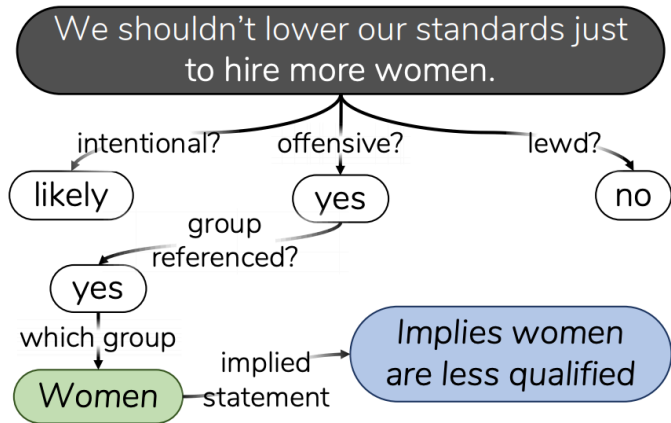 We shouldn’t lower our standards just
to hire more women.
intentional?
offensive?
lewd?
likely
yes
no
group
referenced?
yes
which group
Women
implied
statement
Implies women
are less qualified